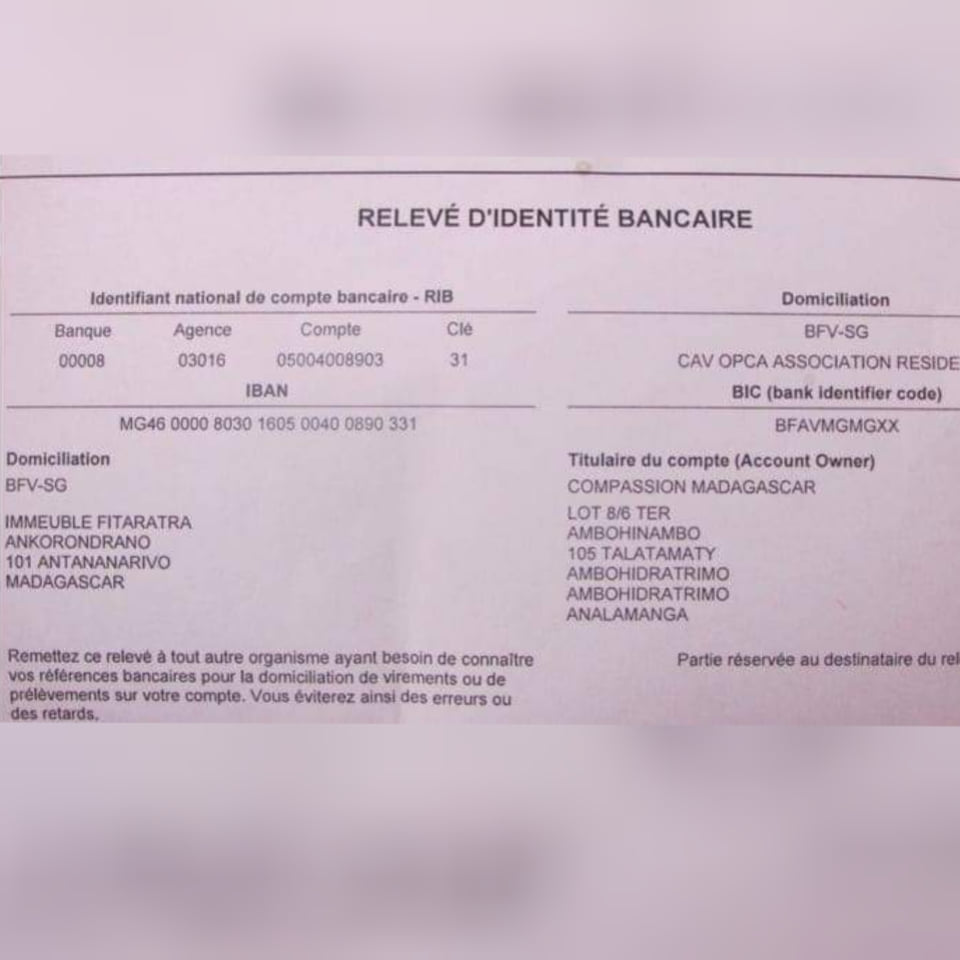 RELEVÉ D'IDENTITÉ BANCAIRE
Identifiant national de compte bancaire - RIB
Banque Agence Compte Clé
00008 03016 05004008903 31
IBAN
MG46 0000 8030 1605 0040 0890 331
Domiciliation
BFV-SG
CAV OPCA ASSOCIATION RESIDE
BIC (bank identifier code)
BFAVMGMGXX
Domiciliation
BFV-SG
IMMEUBLE FITARATRA
ANKORONDRANO
101 ANTANANARIVO
MADAGASCAR
Titulaire du compte (Account Owner)
COMPASSION MADAGASCAR
LOT 8/6 TER
AMBOHINAMBO
105 TALATAMATY
AMBOHIDRATRIMO
AMBOHIDRATRIMO
ANALAMANGA
Remettez ce relevé à tout autre organisme ayant besoin de connaître
vos références bancaires pour la domiciliation de virements ou de
prélèvements sur votre compte. Vous éviterez ainsi des erreurs ou
des retards.
Partie réservée au destinataire du rel